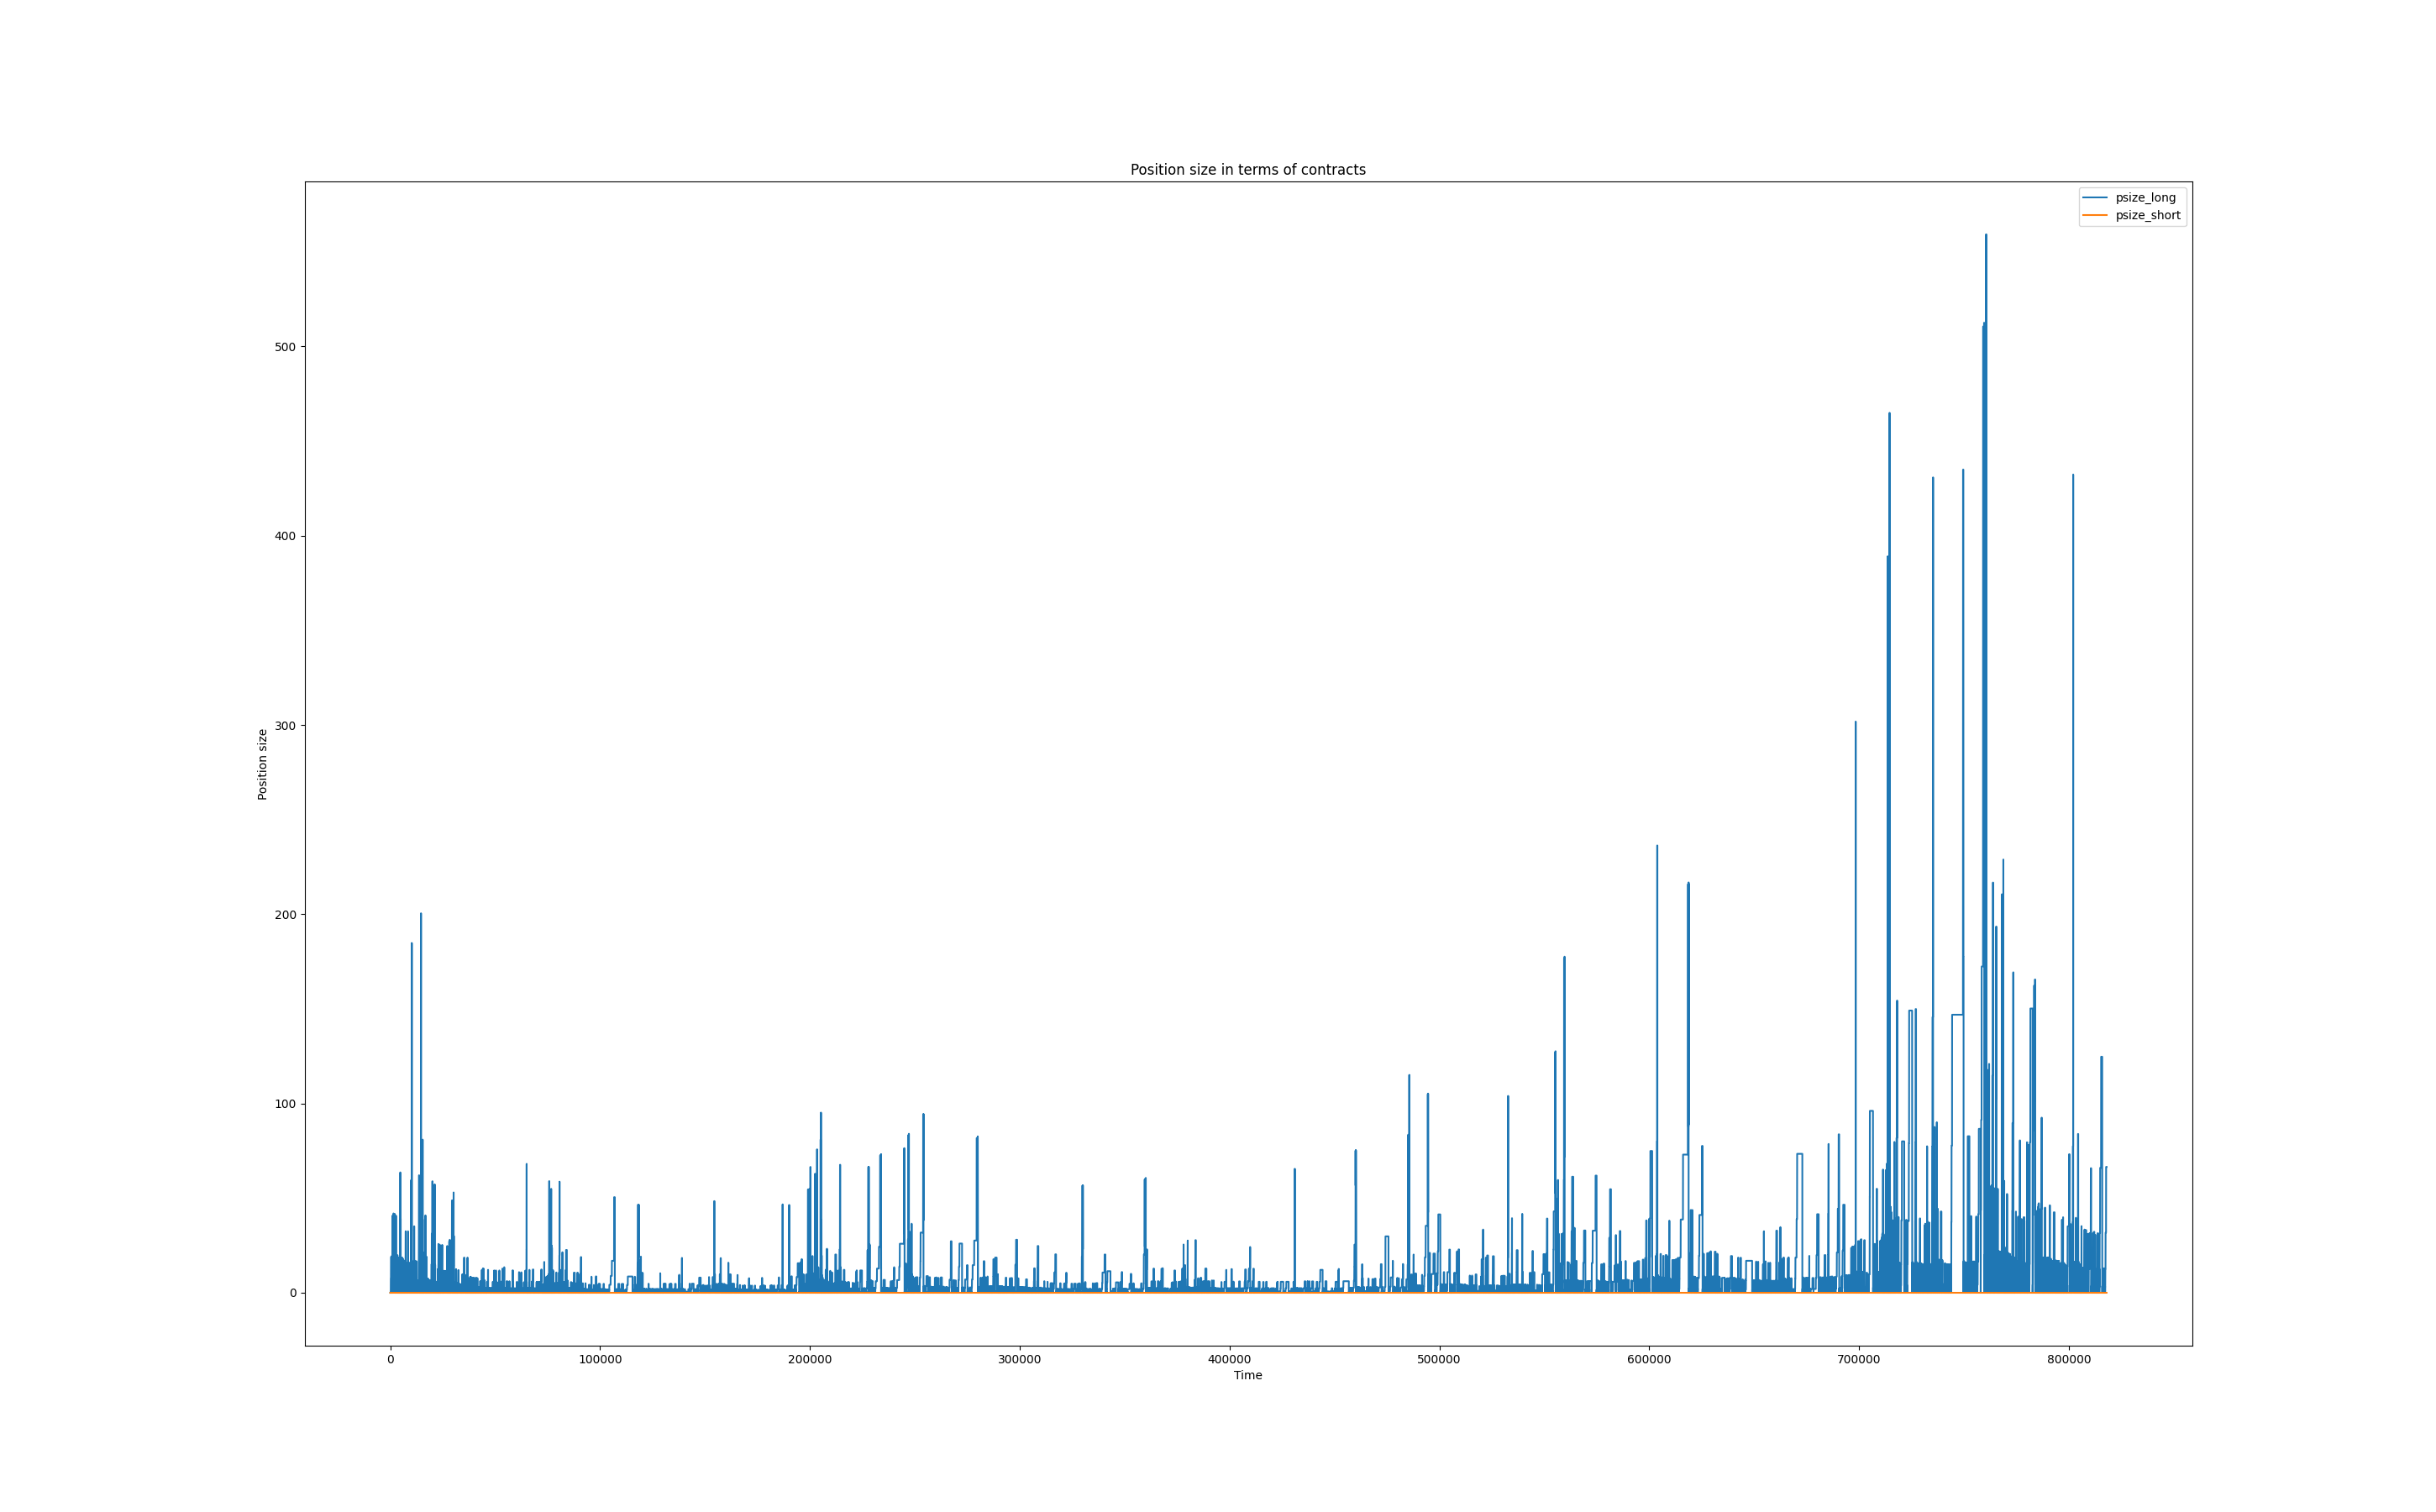 Position size in terms of contracts
psize_long
psize_short
500
400
300
200
100
0
Position size
0 100000 200000 300000 400000 500000 600000 700000 800000
Time